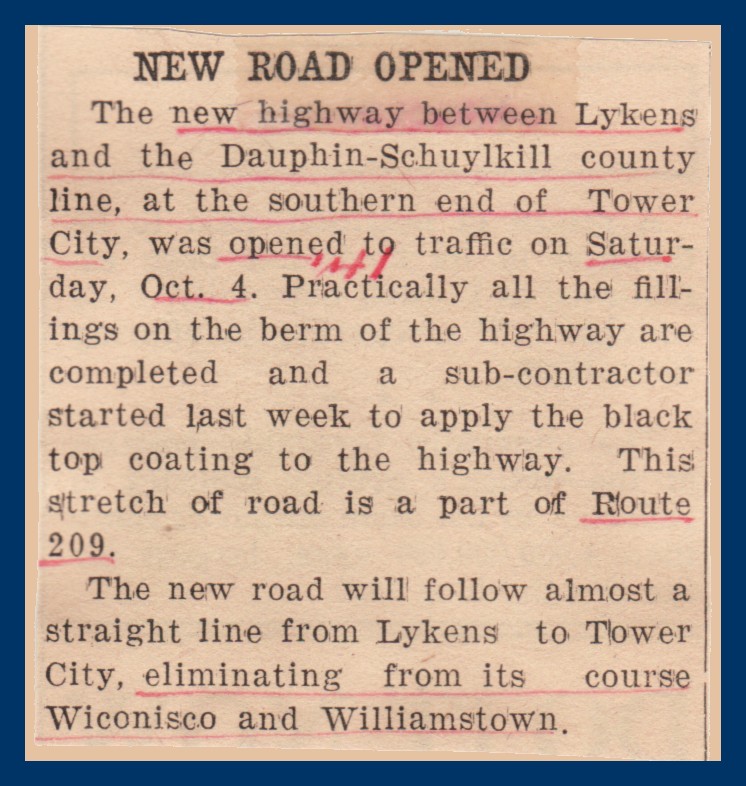 NEW ROAD OPENED
The new highway between Lykens
and the Dauphin-Schuylkill county
line, at the southern end of Tower
City, was opened to traffic on Satur-
day, Oct. 4. Practically all the fill-
ings on the berm of the highway are
completed and a sub-contractor
started last week to apply the black
top coating to the highway. This
stretch of road is a part of Route
209.
The new road will follow almost a
straight line from Lykens to Tower
City, eliminating from its course
Wiconisco and Williamstown.